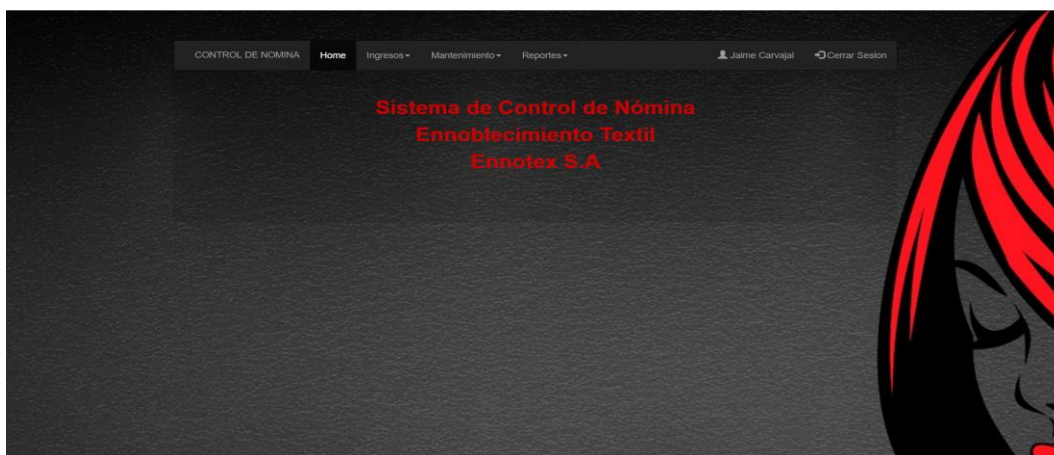 CONTROL DE NOMINA Home Ingresos Mantenimiento Reportes Jaime Carvajal Cerrar Sesion
Sistema de Control de Nómina
Ennoblecimiento Textil
Ennotex S.A